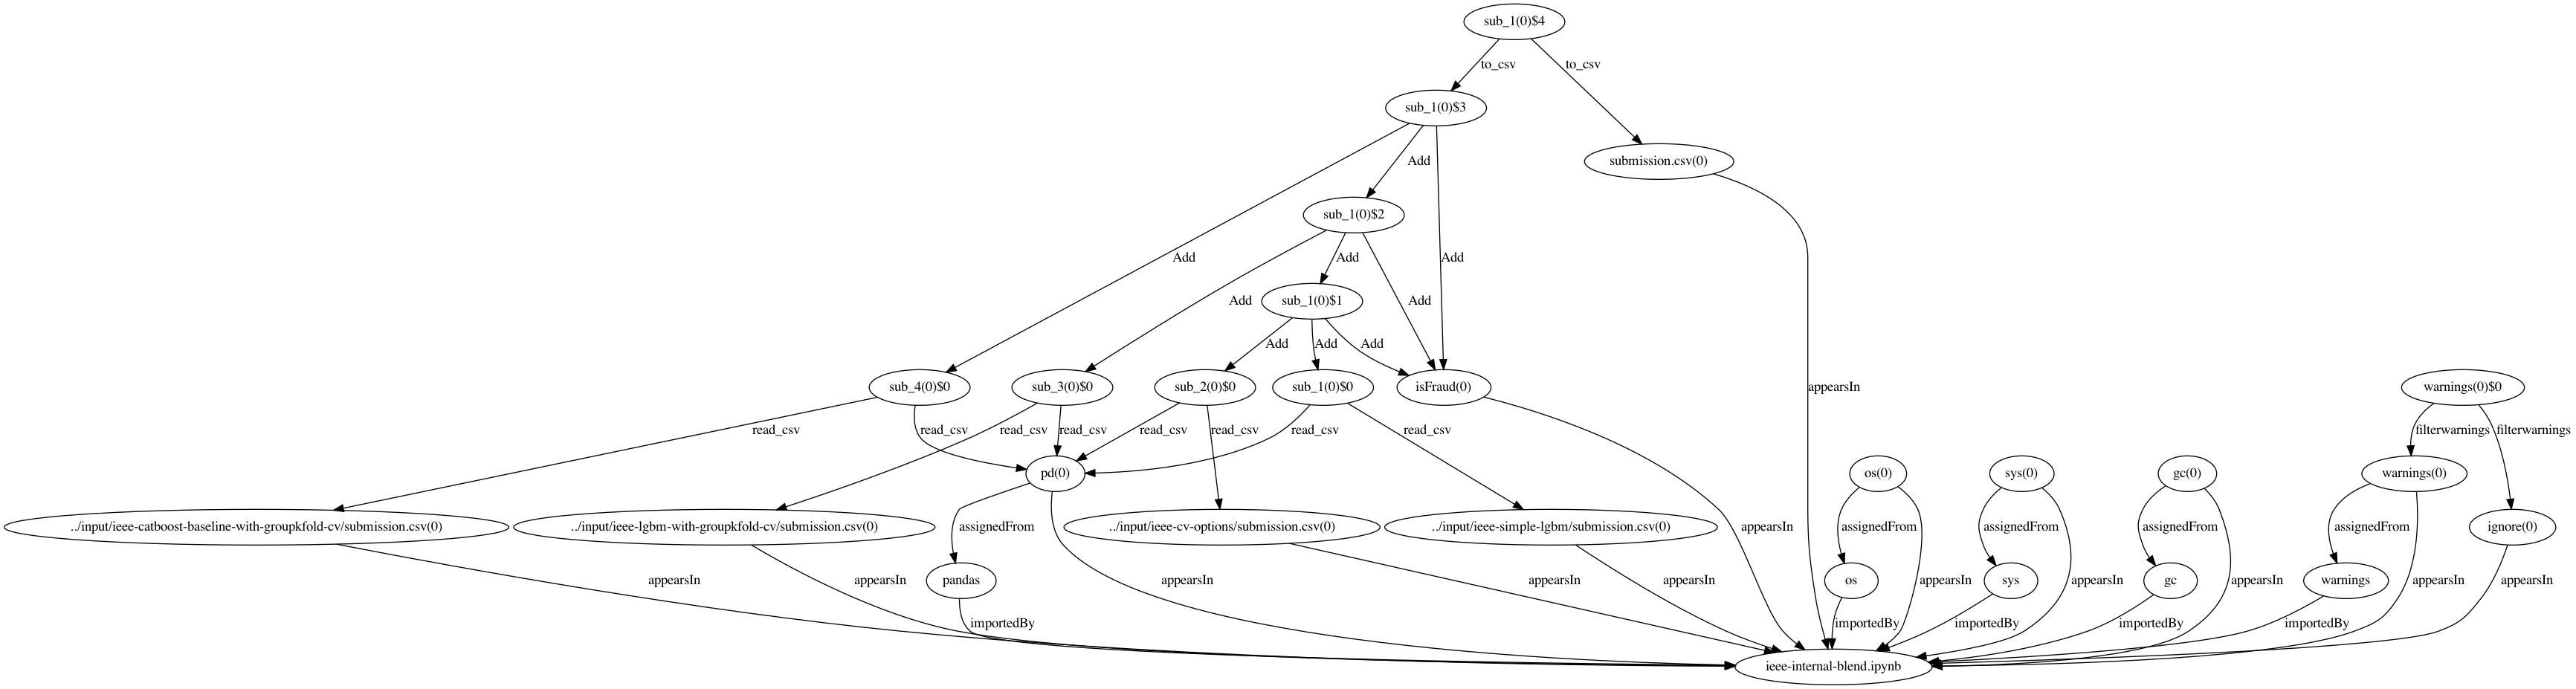 sub_1(0)$4
to_csv
to_csv
sub_1(0)$3
Add
submission.csv(0)
sub_1(0)$2
Add
Add
Add
Add
Add
sub_1(0)$1
Add
Add
Add
sub_4(0)$0
sub_3(0)$0
sub_2(0)$0
sub_1(0)$0
isFraud(0)
appearsIn
warnings(0)$0
read_csv
read_csv
read_csv
read_csv
read_csv
read_csv
read_csv
read_csv
filterwarnings
filterwarnings
pd(0)
os(0)
sys(0)
gc(0)
warnings(0)
../input/ieee-catboost-baseline-with-groupkfold-cv/submission.csv(0)
../input/ieee-lgbm-with-groupkfold-cv/submission.csv(0)
assignedFrom
../input/ieee-cv-options/submission.csv(0)
../input/ieee-simple-lgbm/submission.csv(0)
appearsIn
assignedFrom
assignedFrom
assignedFrom
assignedFrom
ignore(0)
appearsIn
appearsIn
pandas
appearsIn
appearsIn
appearsIn
os
appearsIn
sys
appearsIn
gc
appearsIn
warnings
appearsIn
appearsIn
importedBy
importedBy
importedBy
importedBy
importedBy
ieee-internal-blend.ipynb